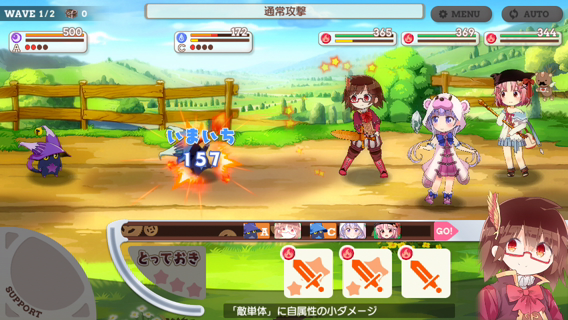 WAVE 1/2 0
通常攻撃
MENU
AUTO
500
A
172
C
365
369
344
いまいち
157
A
C
GO!
とっておき
SUPPORT
「敵単体」に自属性の小ダメージ